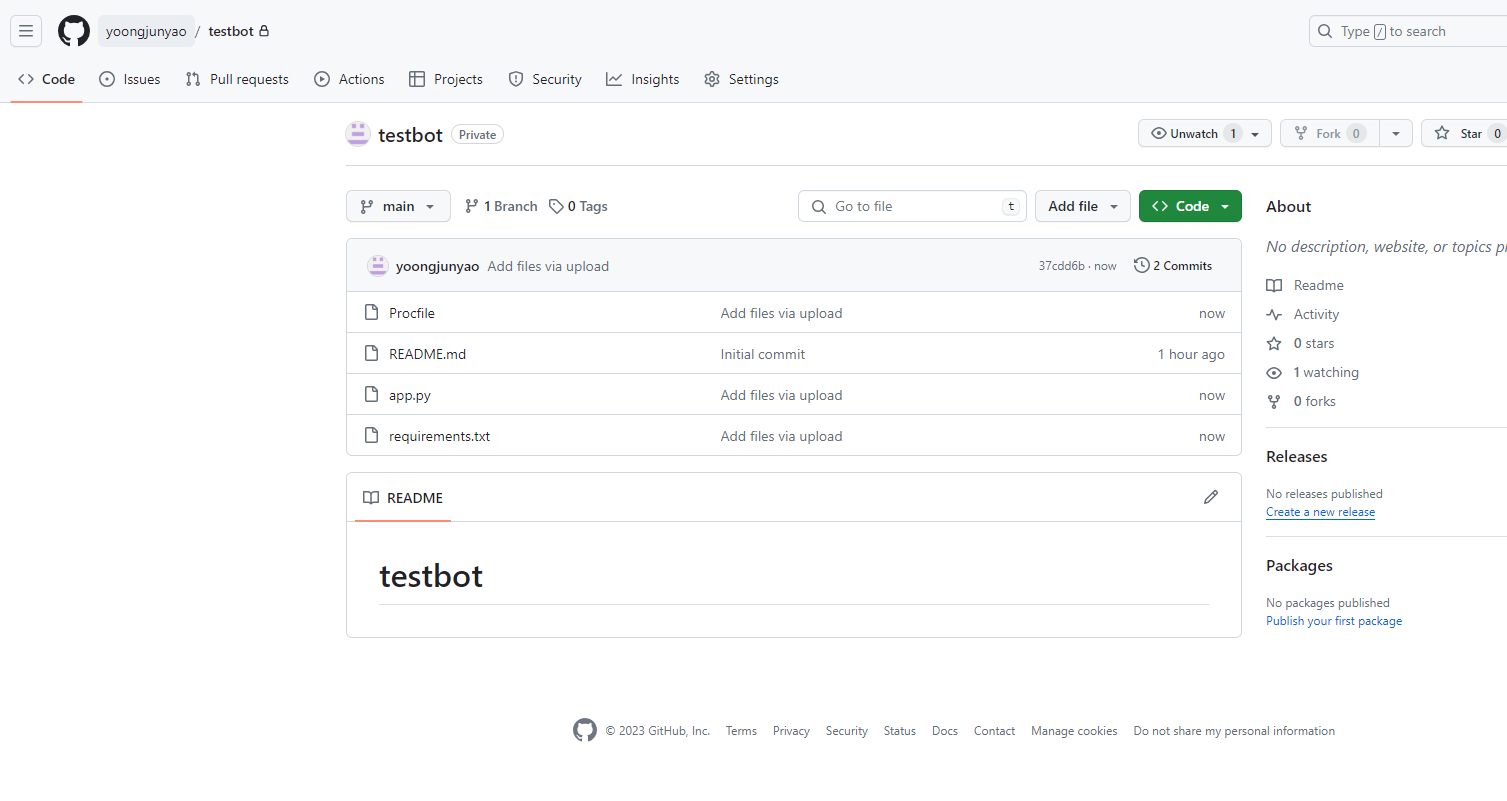 yoongjunyao / testbot
Type / to search
Code Issues Pull requests Actions Projects Security Insights Settings
testbot Private
Unwatch 1 Fork 0 Star 0
main 1 Branch 0 Tags Go to file t Add file Code
yoongjunyao Add files via upload 37cdd6b · now 2 Commits
Procfile Add files via upload now
README.md Initial commit 1 hour ago
app.py Add files via upload now
requirements.txt Add files via upload now
README
testbot
About
No description, website, or topics
Readme
Activity
0 stars
1 watching
0 forks
Releases
No releases published
Create a new release
Packages
No packages published
Publish your first package
© 2023 GitHub, Inc. Terms Privacy Security Status Docs Contact Manage cookies Do not share my personal information